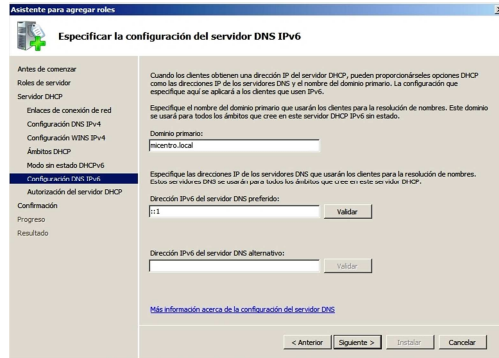 Asistente para agregar roles
Especificar la configuración del servidor DNS IPv6
Antes de comenzar
Roles de servidor
Servidor DHCP
Enlaces de conexión de red
Configuración DNS IPv4
Configuración WINS IPv4
Ámbitos DHCP
Modo sin estado DHCPv6
Configuración DNS IPv6
Autorización del servidor DHCP
Confirmación
Progreso
Resultado
Cuando los clientes obtienen una dirección IP del servidor DHCP, pueden proporcionárseles opciones DHCP
como las direcciones IP de los servidores DNS y el nombre del dominio primario. La configuración que
especifique aquí se aplicará a los clientes que usen IPv6.
Especifique el nombre del dominio primario que usarán los clientes para la resolución de nombres. Este dominio
se usará para todos los ámbitos que cree en este servidor DHCP IPv6 sin estado.
Dominio primario:
micentro.local
Especifique las direcciones IP de los servidores DNS que usarán los clientes para la resolución de nombres.
Estos servidores DNS se usarán para todos los ámbitos que cree en este servidor DHCP.
Dirección IPv6 del servidor DNS preferido:
::1
Validar
Dirección IPv6 del servidor DNS alternativo:
Validar
Más información acerca de la configuración del servidor DNS
< Anterior
Siguiente >
Instalar
Cancelar